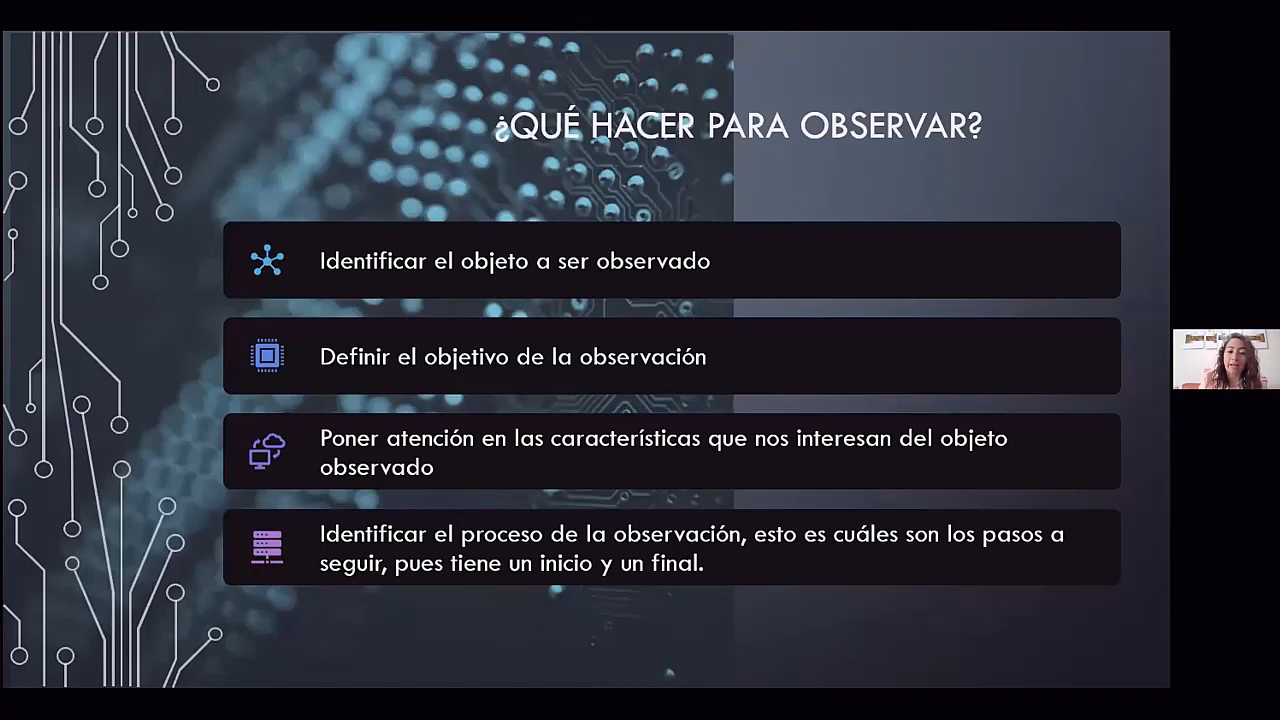 ¿QUÉ HACER PARA OBSERVAR?
Identificar el objeto a ser observado
Definir el objetivo de la observación
Poner atención en las características que nos interesan del objeto
observado
Identificar el proceso de la observación, esto es cuáles son los pasos a
seguir, pues tiene un inicio y un final.